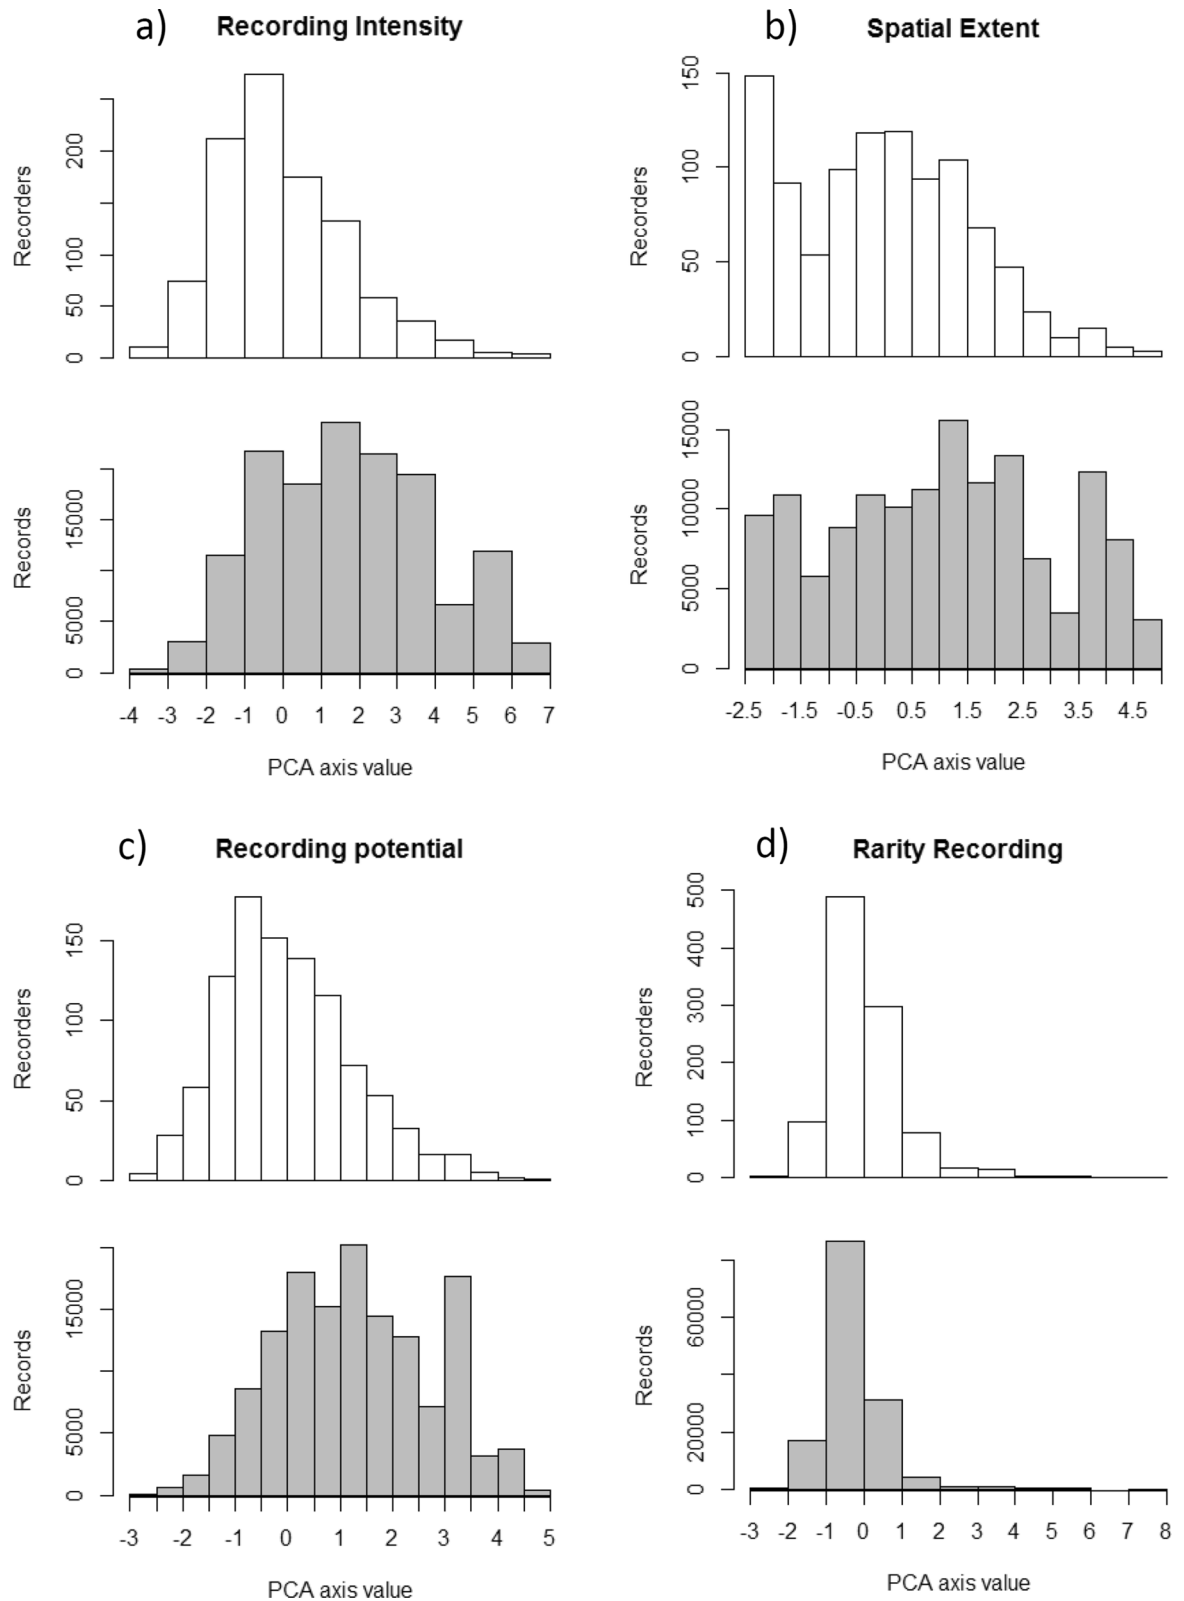 a) Recording Intensity
Recorders
0 50 100 200
Records
0 5000 15000
-4 -3 -2 -1 0 1 2 3 4 5 6 7
PCA axis value
b) Spatial Extent
Recorders
0 50 100 150
Records
0 5000 10000 15000
-2.5 -1.5 -0.5 0.5 1.5 2.5 3.5 4.5
PCA axis value
c) Recording potential
Recorders
0 50 100 150
Records
0 5000 15000
-3 -2 -1 0 1 2 3 4 5
PCA axis value
d) Rarity Recording
Recorders
0 100 200 300 400 500
Records
0 20000 60000
-3 -2 -1 0 1 2 3 4 5 6 7 8
PCA axis value